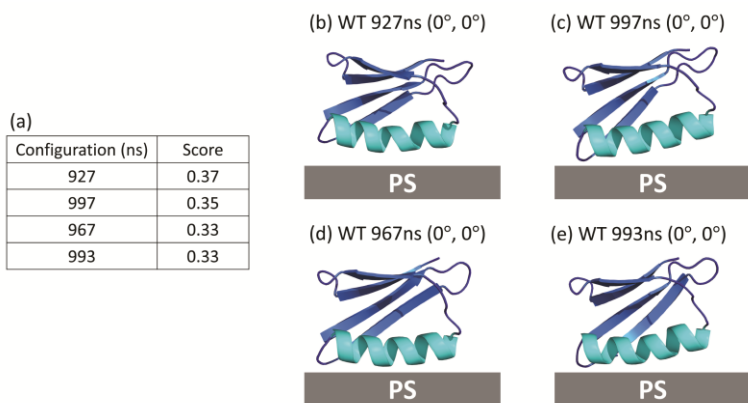 (a)
Configuration (ns) Score
927 0.37
997 0.35
967 0.33
993 0.33
(b) WT 927ns (0°, 0°)
PS
(c) WT 997ns (0°, 0°)
PS
(d) WT 967ns (0°, 0°)
PS
(e) WT 993ns (0°, 0°)
PS